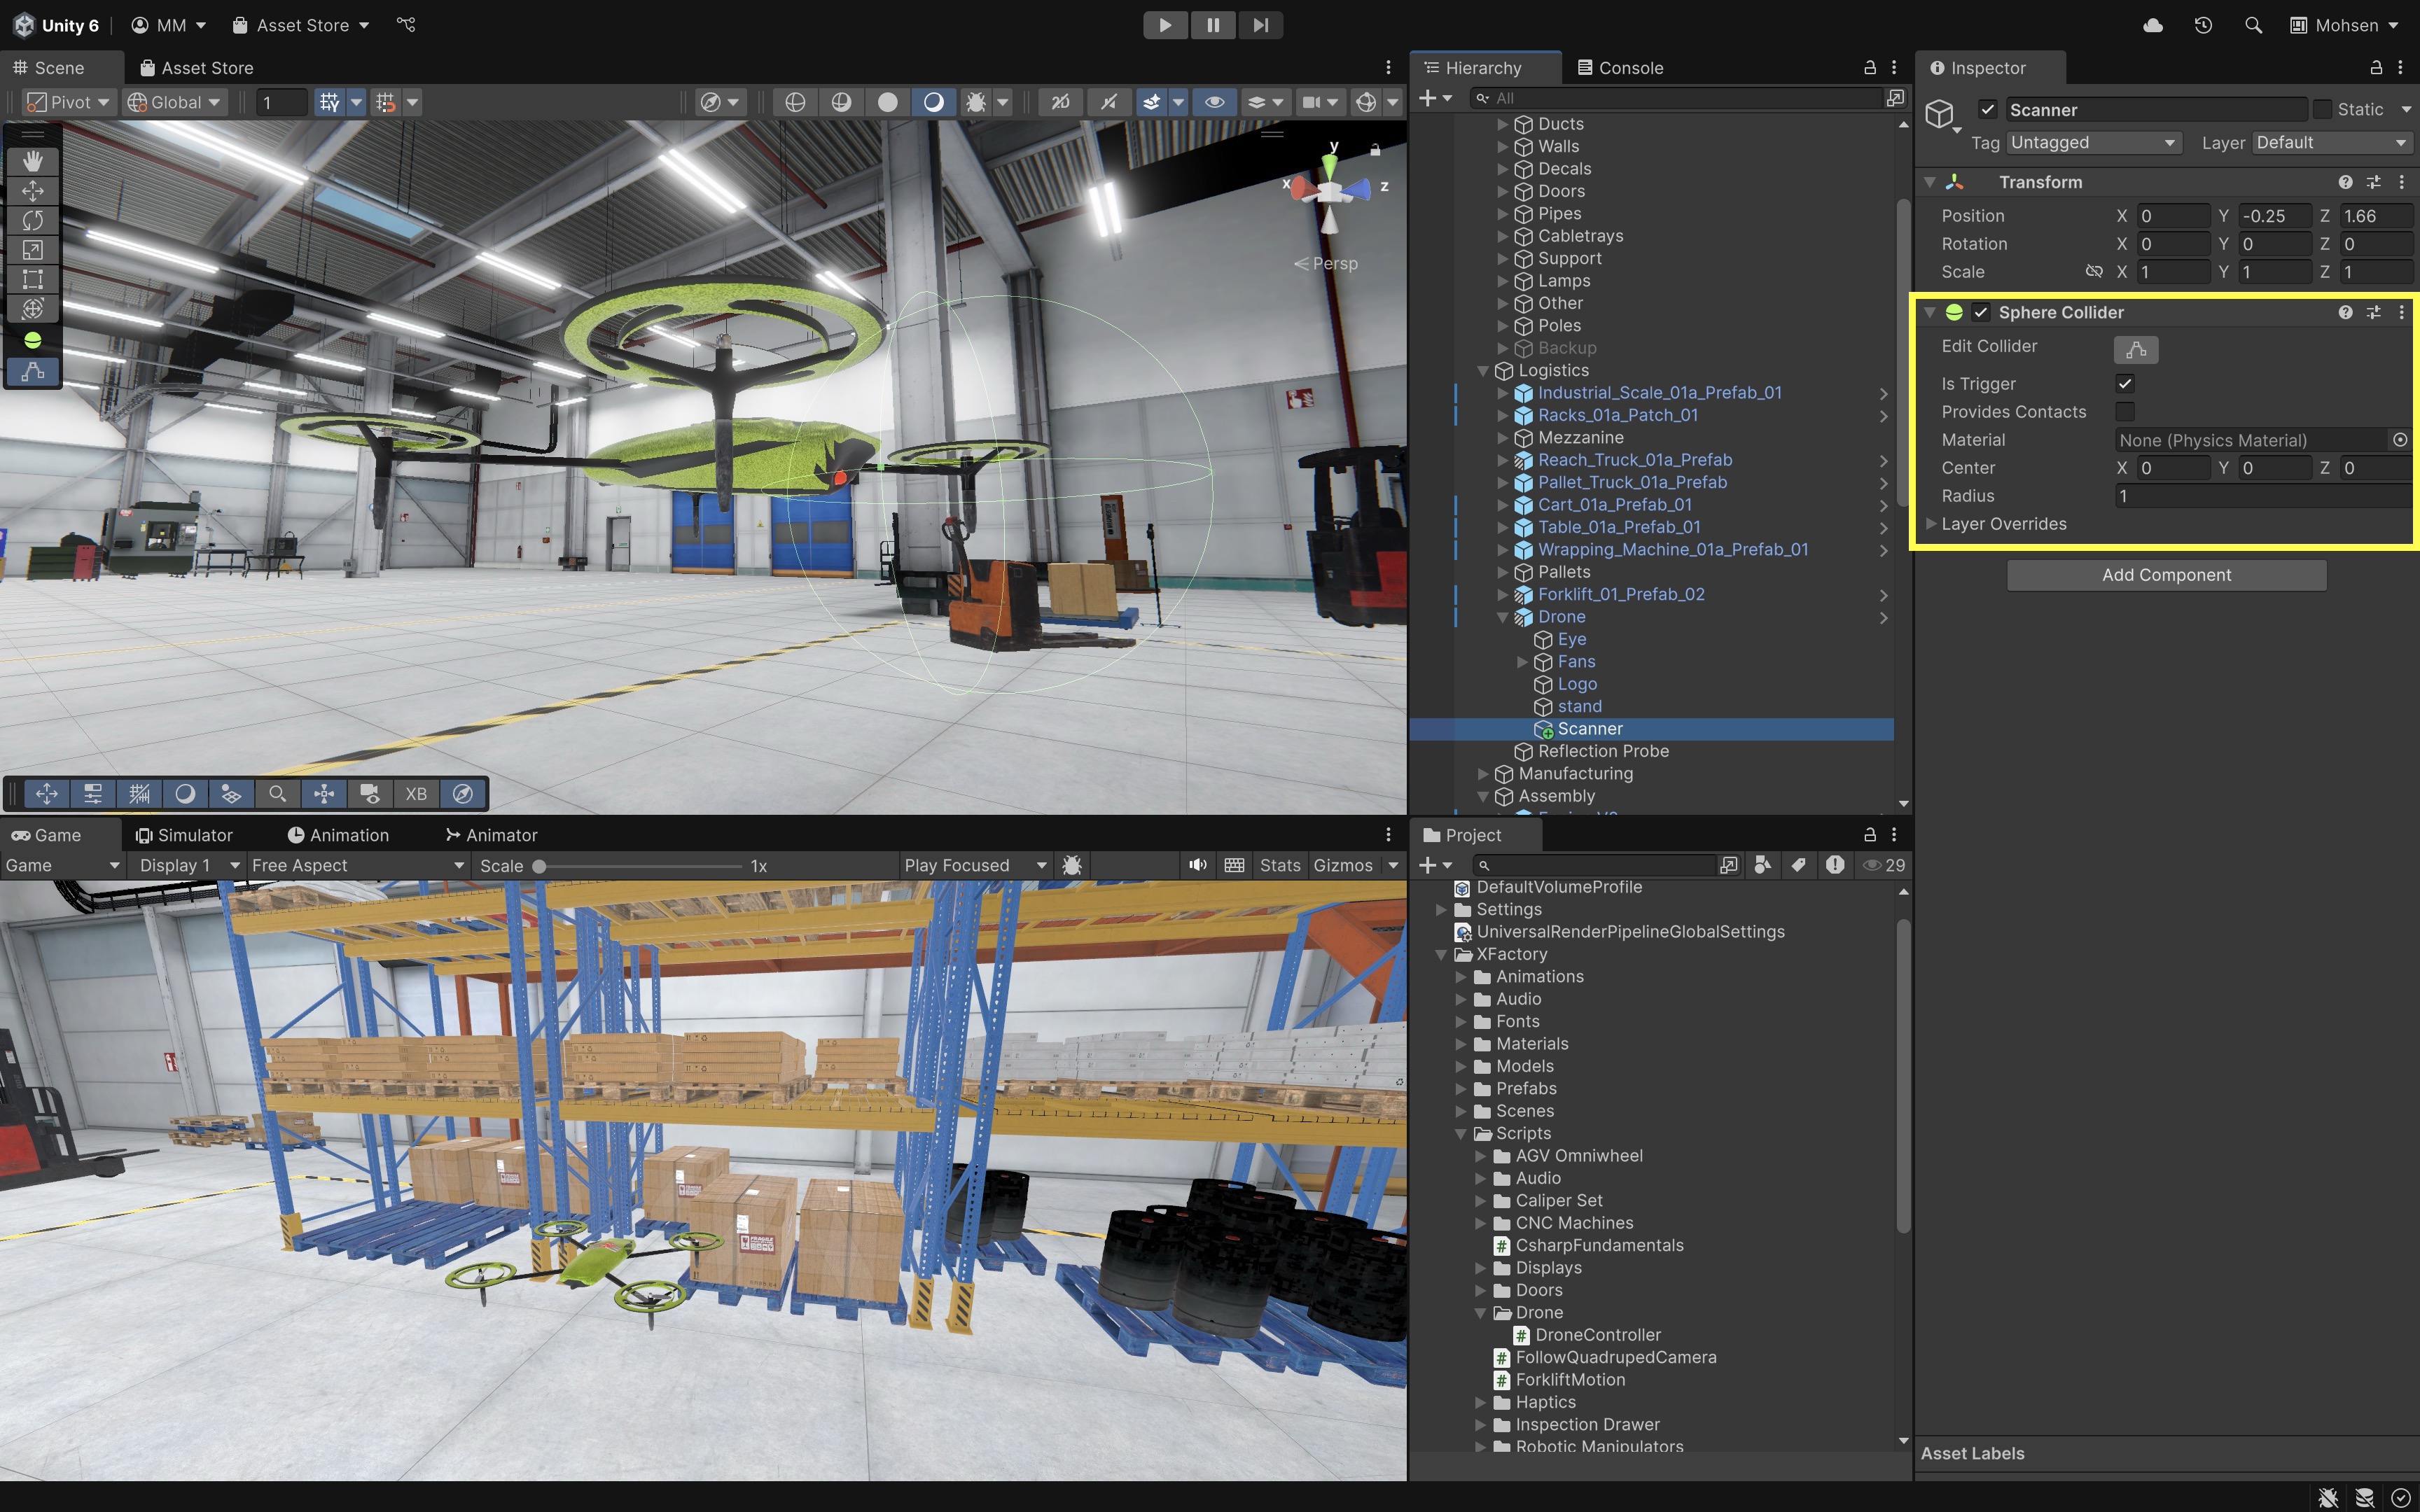 Unity 6 MM Asset Store Mohsen
Scene Asset Store
Pivot Global 1 2D
y
x z
Persp
XB
Game Simulator Animation Animator
Game Display 1 Free Aspect Scale 1x Play Focused Stats Gizmos
FRAGILE
Hierarchy Console
All
Ducts
Walls
Decals
Doors
Pipes
Cabletrays
Support
Lamps
Other
Poles
Backup
Logistics
Industrial_Scale_01a_Prefab_01
Racks_01a_Patch_01
Mezzanine
Reach_Truck_01a_Prefab
Pallet_Truck_01a_Prefab
Cart_01a_Prefab_01
Table_01a_Prefab_01
Wrapping_Machine_01a_Prefab_01
Pallets
Forklift_01_Prefab_02
Drone
Eye
Fans
Logo
stand
Scanner
Reflection Probe
Manufacturing
Assembly
Project
29
DefaultVolumeProfile
Settings
UniversalRenderPipelineGlobalSettings
XFactory
Animations
Audio
Fonts
Materials
Models
Prefabs
Scenes
Scripts
AGV Omniwheel
Audio
Caliper Set
CNC Machines
CsharpFundamentals
Displays
Doors
Drone
DroneController
FollowQuadrupedCamera
ForkliftMotion
Haptics
Inspection Drawer
Robotic Manipulators
Inspector
Scanner Static
Tag Untagged Layer Default
Transform
Position X 0 Y -0.25 Z 1.66
Rotation X 0 Y 0 Z 0
Scale X 1 Y 1 Z 1
Sphere Collider
Edit Collider
Is Trigger
Provides Contacts
Material None (Physics Material)
Center X 0 Y 0 Z 0
Radius 1
Layer Overrides
Add Component
Asset Labels